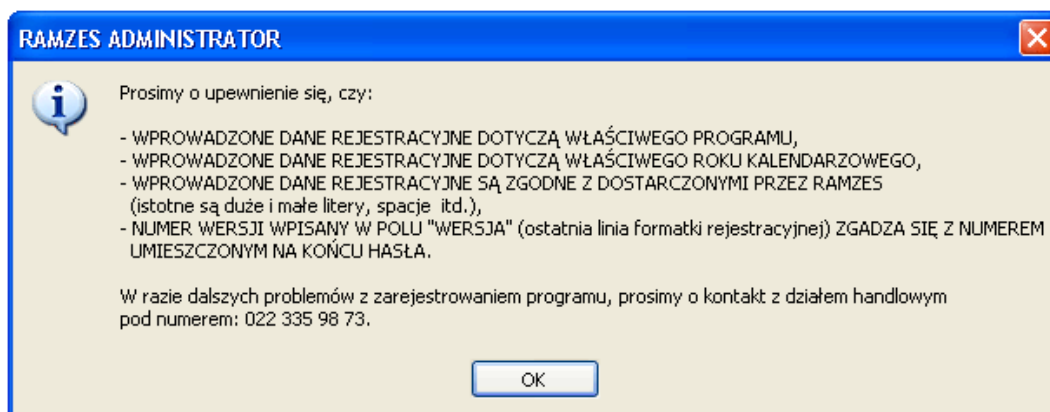 RAMZES ADMINISTRATOR
Prosimy o upewnienie się, czy:
- WPROWADZONE DANE REJESTRACYJNE DOTYCZĄ WŁAŚCIWEGO PROGRAMU,
- WPROWADZONE DANE REJESTRACYJNE DOTYCZĄ WŁAŚCIWEGO ROKU KALENDARZOWEGO,
- WPROWADZONE DANE REJESTRACYJNE SĄ ZGODNE Z DOSTARCZONYMI PRZEZ RAMZES
(istotne są duże i małe litery, spacje itd.),
- NUMER WERSJI WPISANY W POLU "WERSJA" (ostatnia linia formatki rejestracyjnej) ZGADZA SIĘ Z NUMEREM
UMIESZCZONYM NA KOŃCU HASŁA.
W razie dalszych problemów z zarejestrowaniem programu, prosimy o kontakt z działem handlowym
pod numerem: 022 335 98 73.
OK